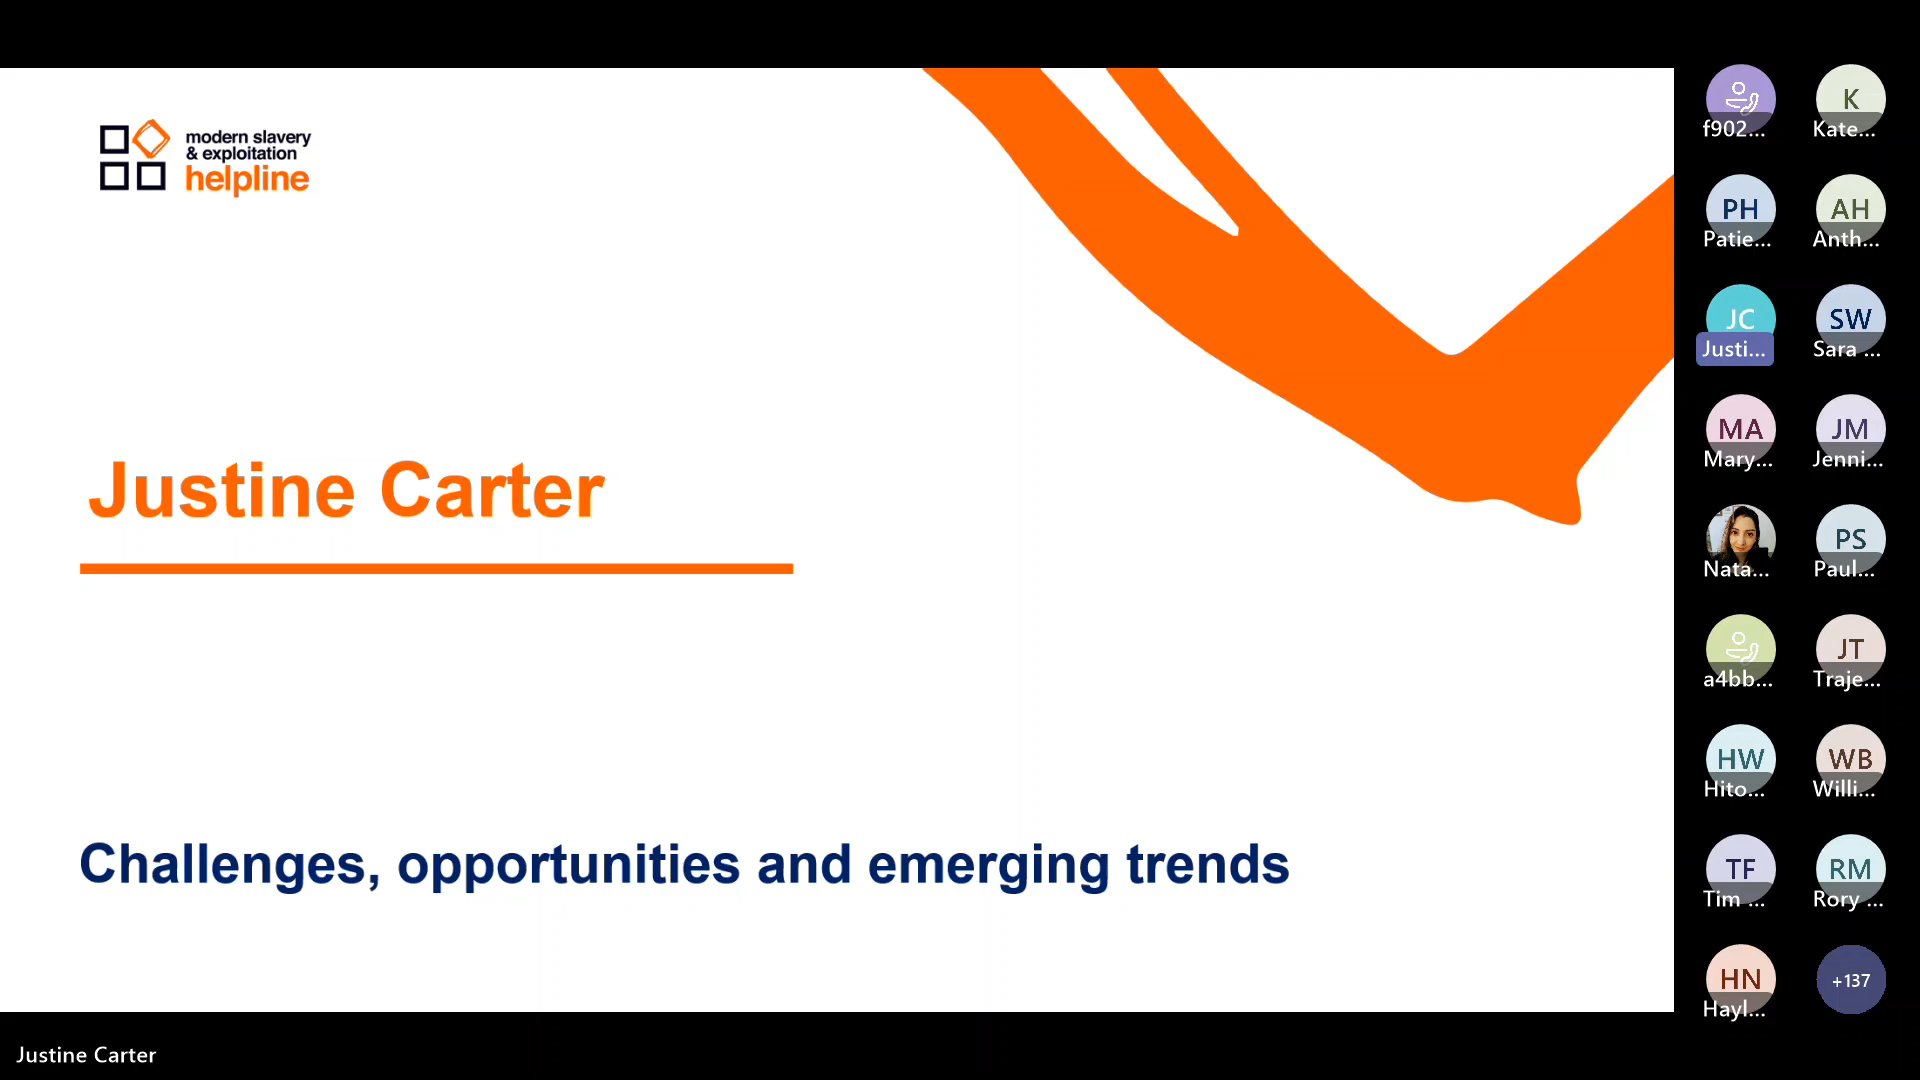 modern slavery
& exploitation
helpline
Justine Carter
Challenges, opportunities and emerging trends
f902...
K
Kate...
PH
Patie...
AH
Anth...
JC
Justi...
SW
Sara ...
MA
Mary...
JM
Jenni...
Nata...
PS
Paul...
a4bb...
JT
Traje...
HW
Hito...
WB
Willi...
TF
Tim ...
RM
Rory ...
HN
Hayl...
+137
Justine Carter